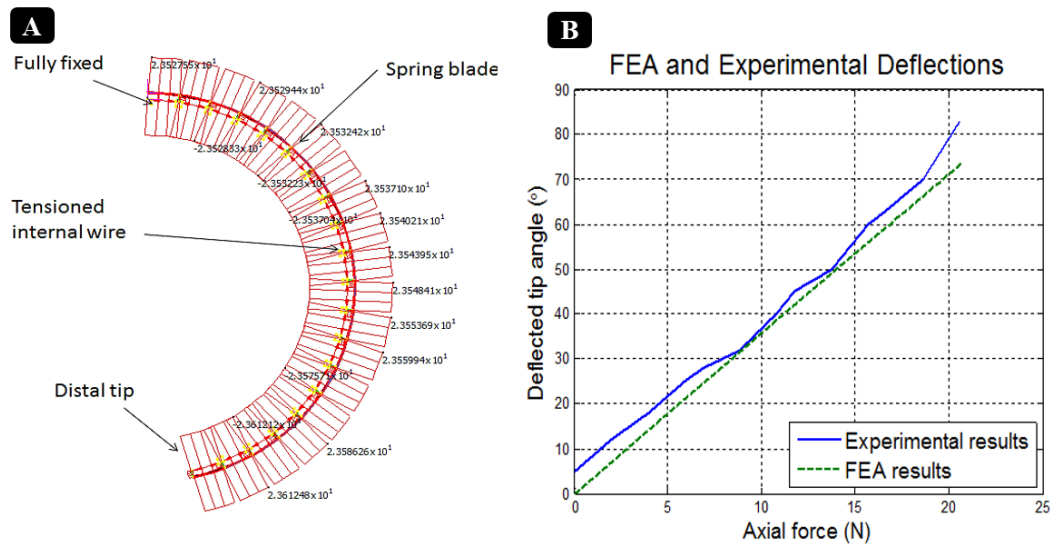 A
Fully fixed
Spring blade
Tensioned
internal wire
Distal tip
2.352755x10¹
2.352944x10¹
2.353242x10¹
2.353710x10¹
2.354021x10¹
2.354395x10¹
2.354841x10¹
2.355369x10¹
2.355994x10¹
2.358626x10¹
2.361248x10¹
-2.352833x10¹
-2.353223x10¹
-2.353704x10¹
-2.357571x10¹
-2.361212x10¹
B
FEA and Experimental Deflections
Deflected tip angle (°)
90
80
70
60
50
40
30
20
10
0
0
5
10
15
20
25
Axial force (N)
Experimental results
FEA results